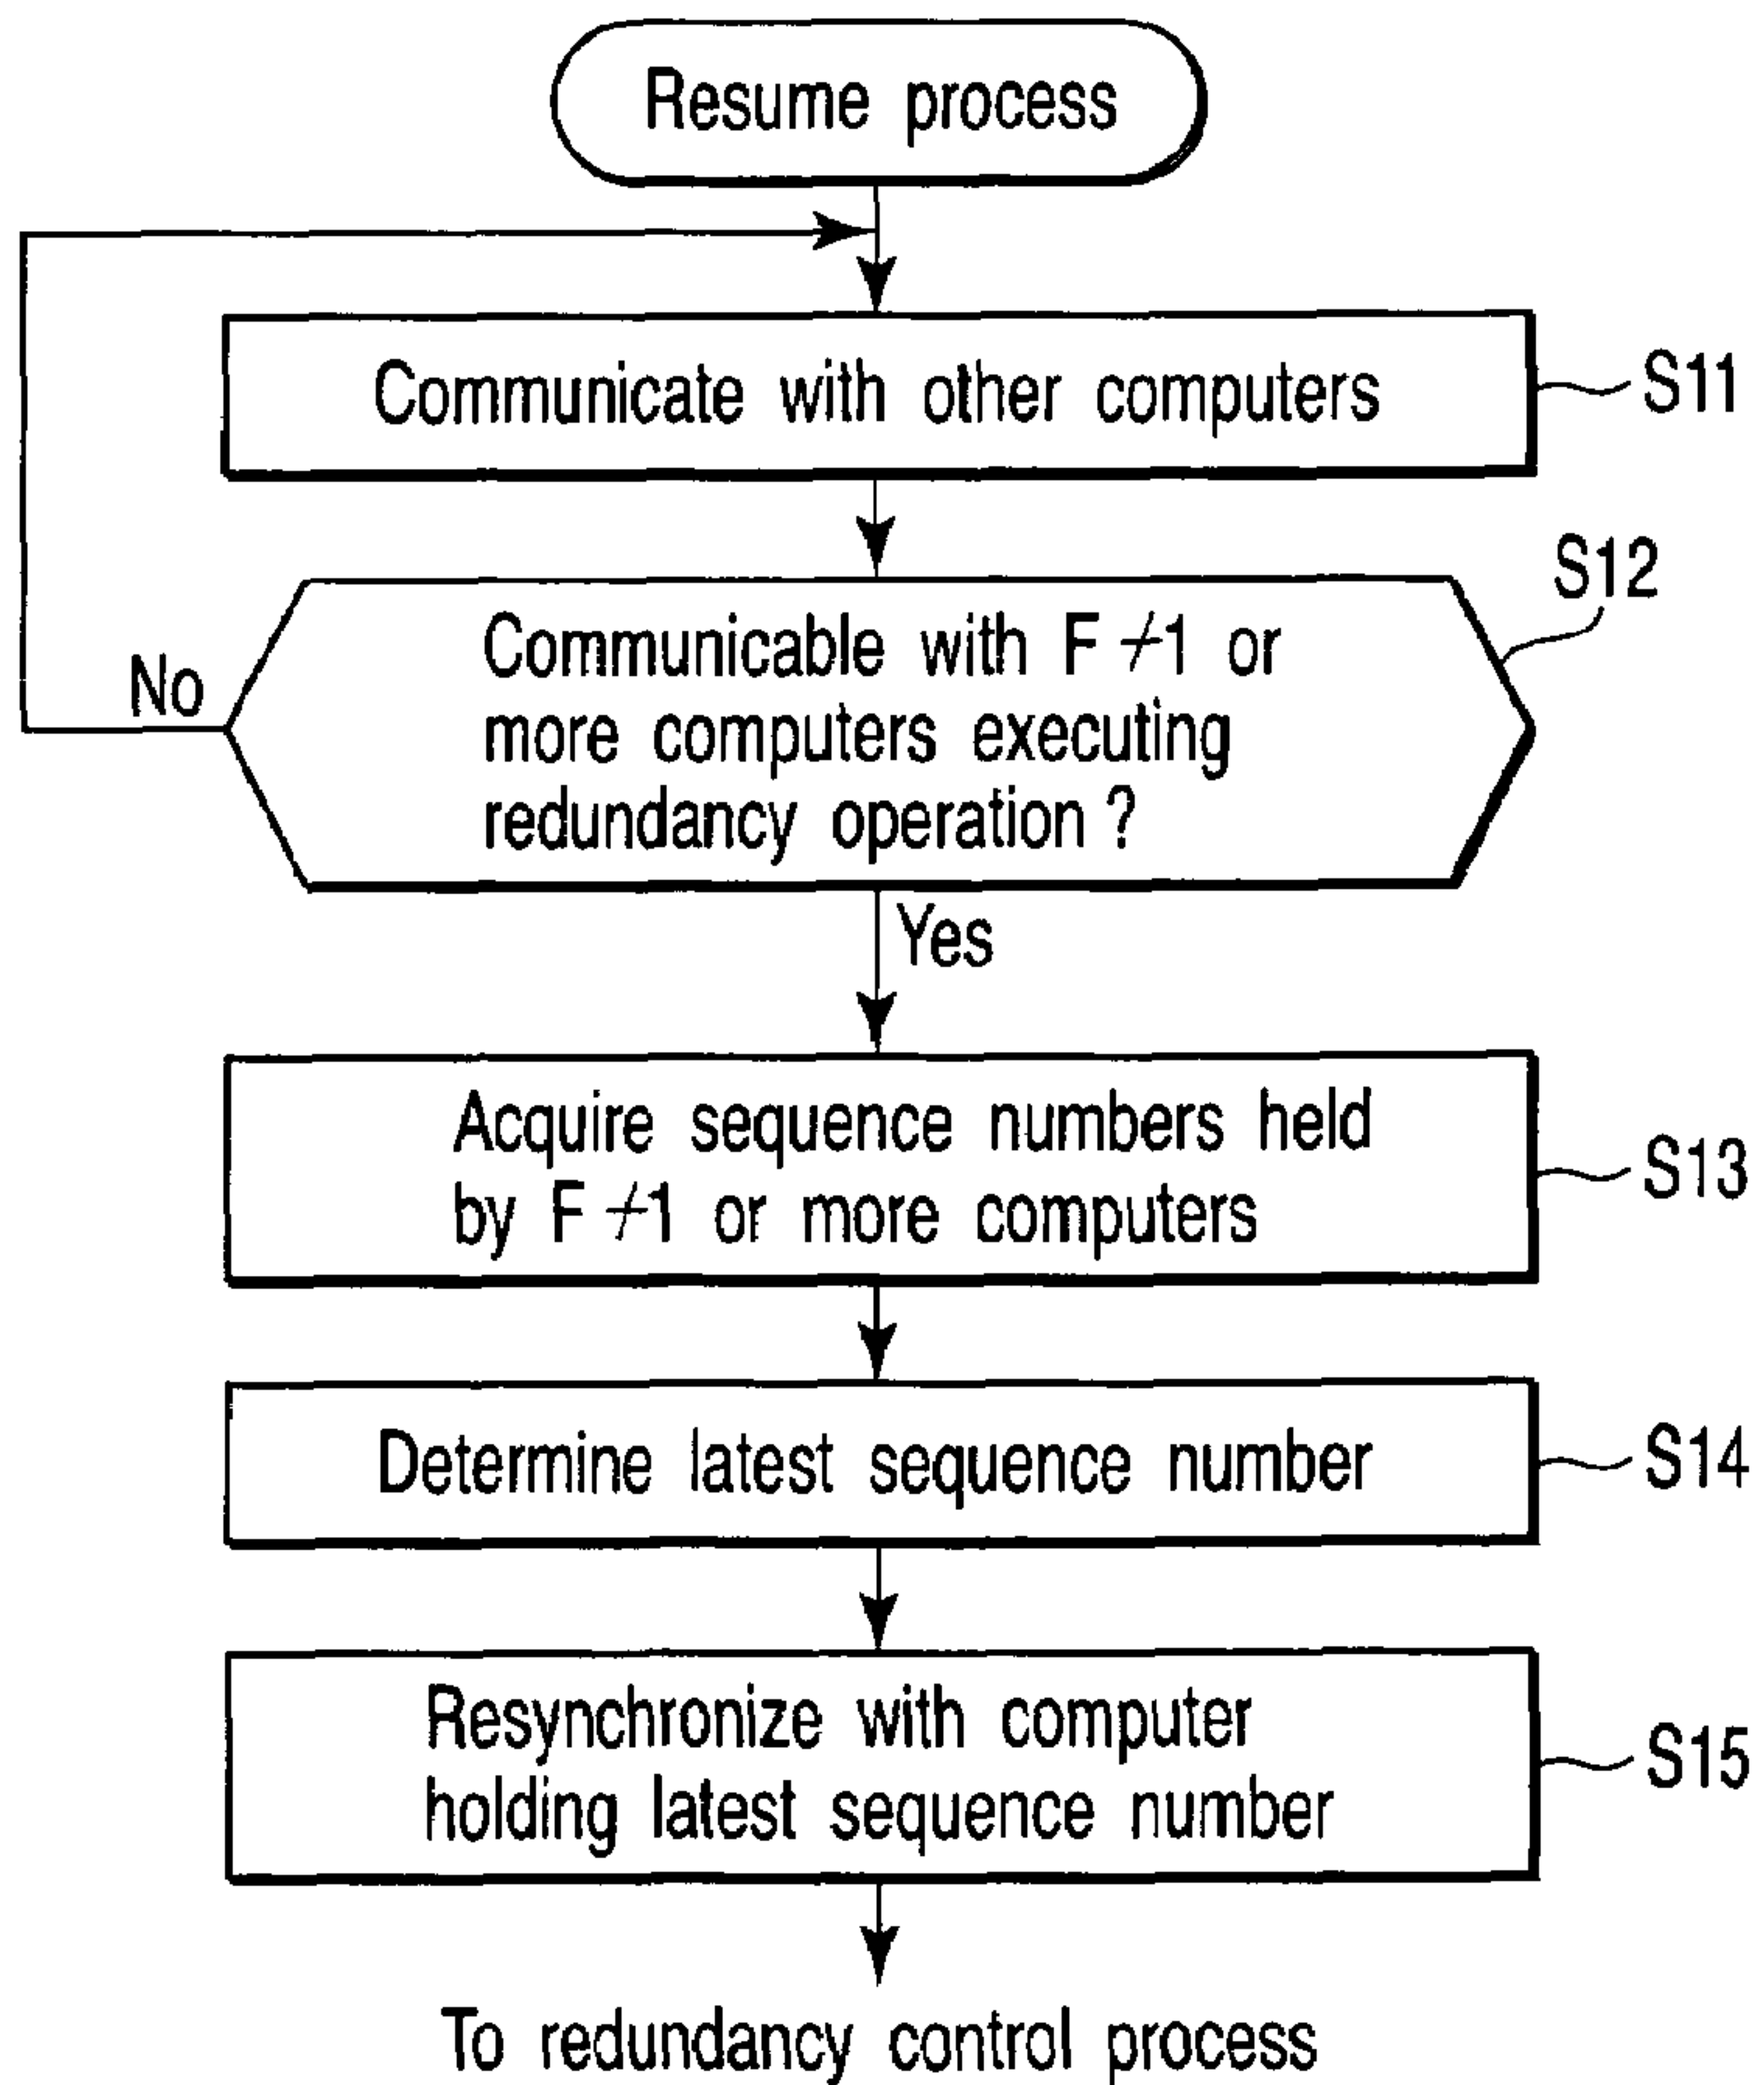 Resume process
Communicate with other computers
S11
S12
Communicable with F+1 or
more computers executing
redundancy operation ?
No
Yes
Acquire sequence numbers held
by F+1 or more computers
S13
Determine latest sequence number
S14
Resynchronize with computer
holding latest sequence number
S15
To redundancy control process